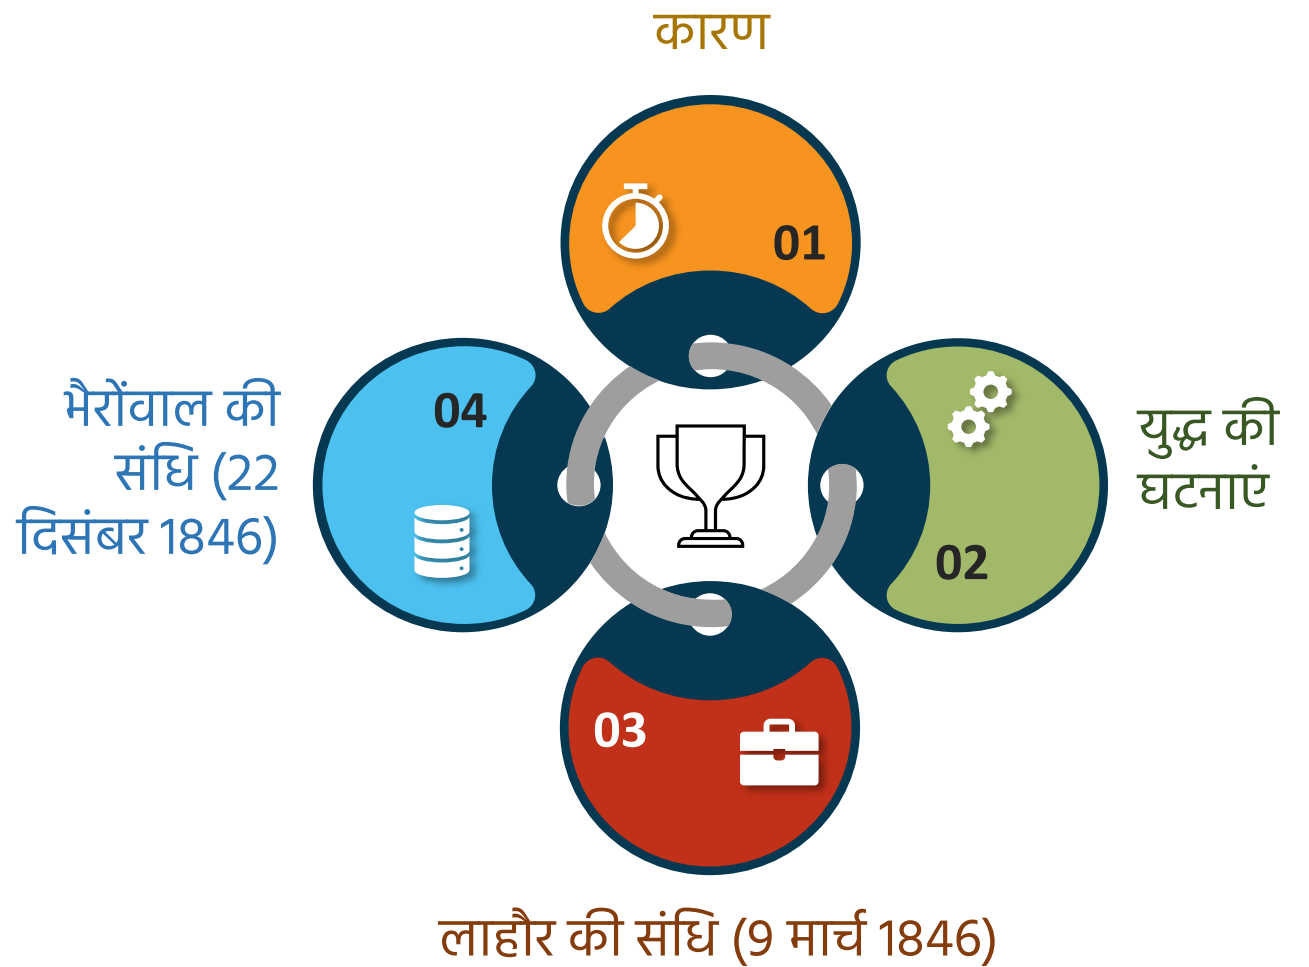 कारण
01
युद्ध की
घटनाएं
02
03
लाहौर की संधि (9 मार्च 1846)
04
भैरोंवाल की
संधि (22
दिसंबर 1846)